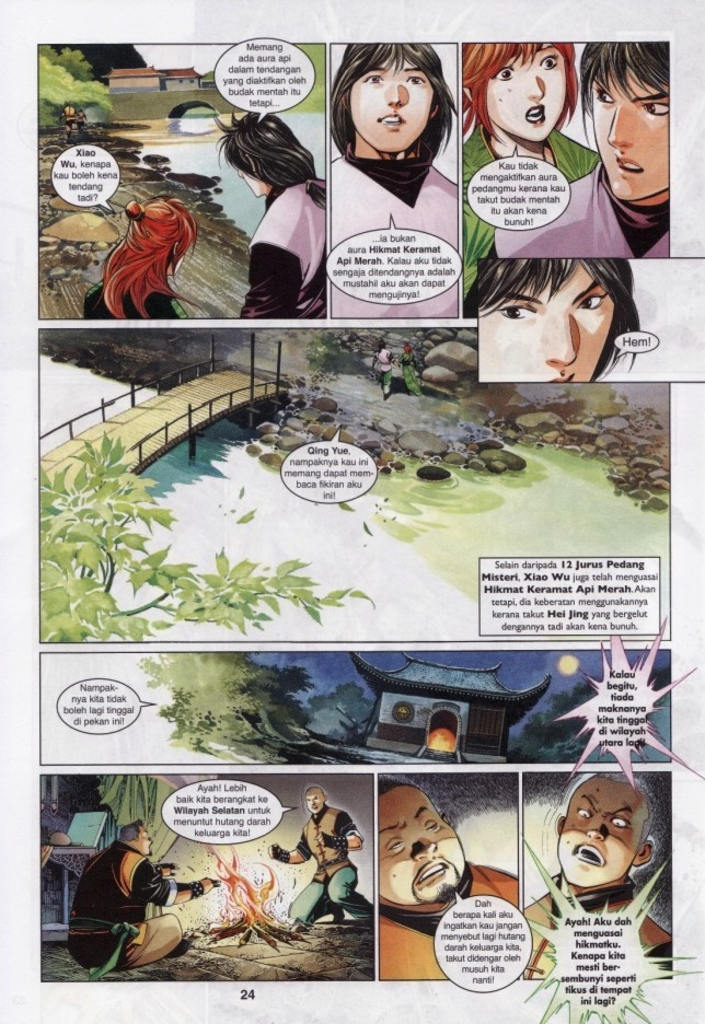 Memang
ada aura api
dalam tendangan
yang diaktifkan oleh
budak mentah itu
tetapi...
Xiao
Wu, kenapa
kau boleh kena
tendang
tadi?
...ia bukan
aura Hikmat Keramat
Api Merah. Kalau aku tidak
sengaja ditendangnya adalah
mustahil aku akan dapat
mengujinya!
Kau tidak
mengaktifkan aura
pedangmu kerana kau
takut budak mentah
itu akan kena
bunuh!
Hem!
Qing Yue,
nampaknya kau ini
memang dapat mem-
baca fikiran aku
ini!
Selain daripada 12 Jurus Pedang
Misteri, Xiao Wu juga telah menguasai
Hikmat Keramat Api Merah. Akan
tetapi, dia keberatan menggunakannya
kerana takut Hei Jing yang bergelut
dengannya tadi akan kena bunuh.
Nampak-
nya kita tidak
boleh lagi tinggal
di pekan ini!
Kalau
begitu,
tiada
maknanya
kita tinggal
di wilayah
utara lagi!
Ayah! Lebih
baik kita berangkat ke
Wilayah Selatan untuk
menuntut hutang darah
keluarga kita!
Dah
berapa kali aku
ingatkan kau jangan
menyebut lagi hutang
darah keluarga kita,
takut didengar oleh
musuh kita
nanti!
Ayah! Aku dah
menguasai
hikmatku.
Kenapa kita
mesti ber-
sembunyi seperti
tikus di tempat
ini lagi?
24